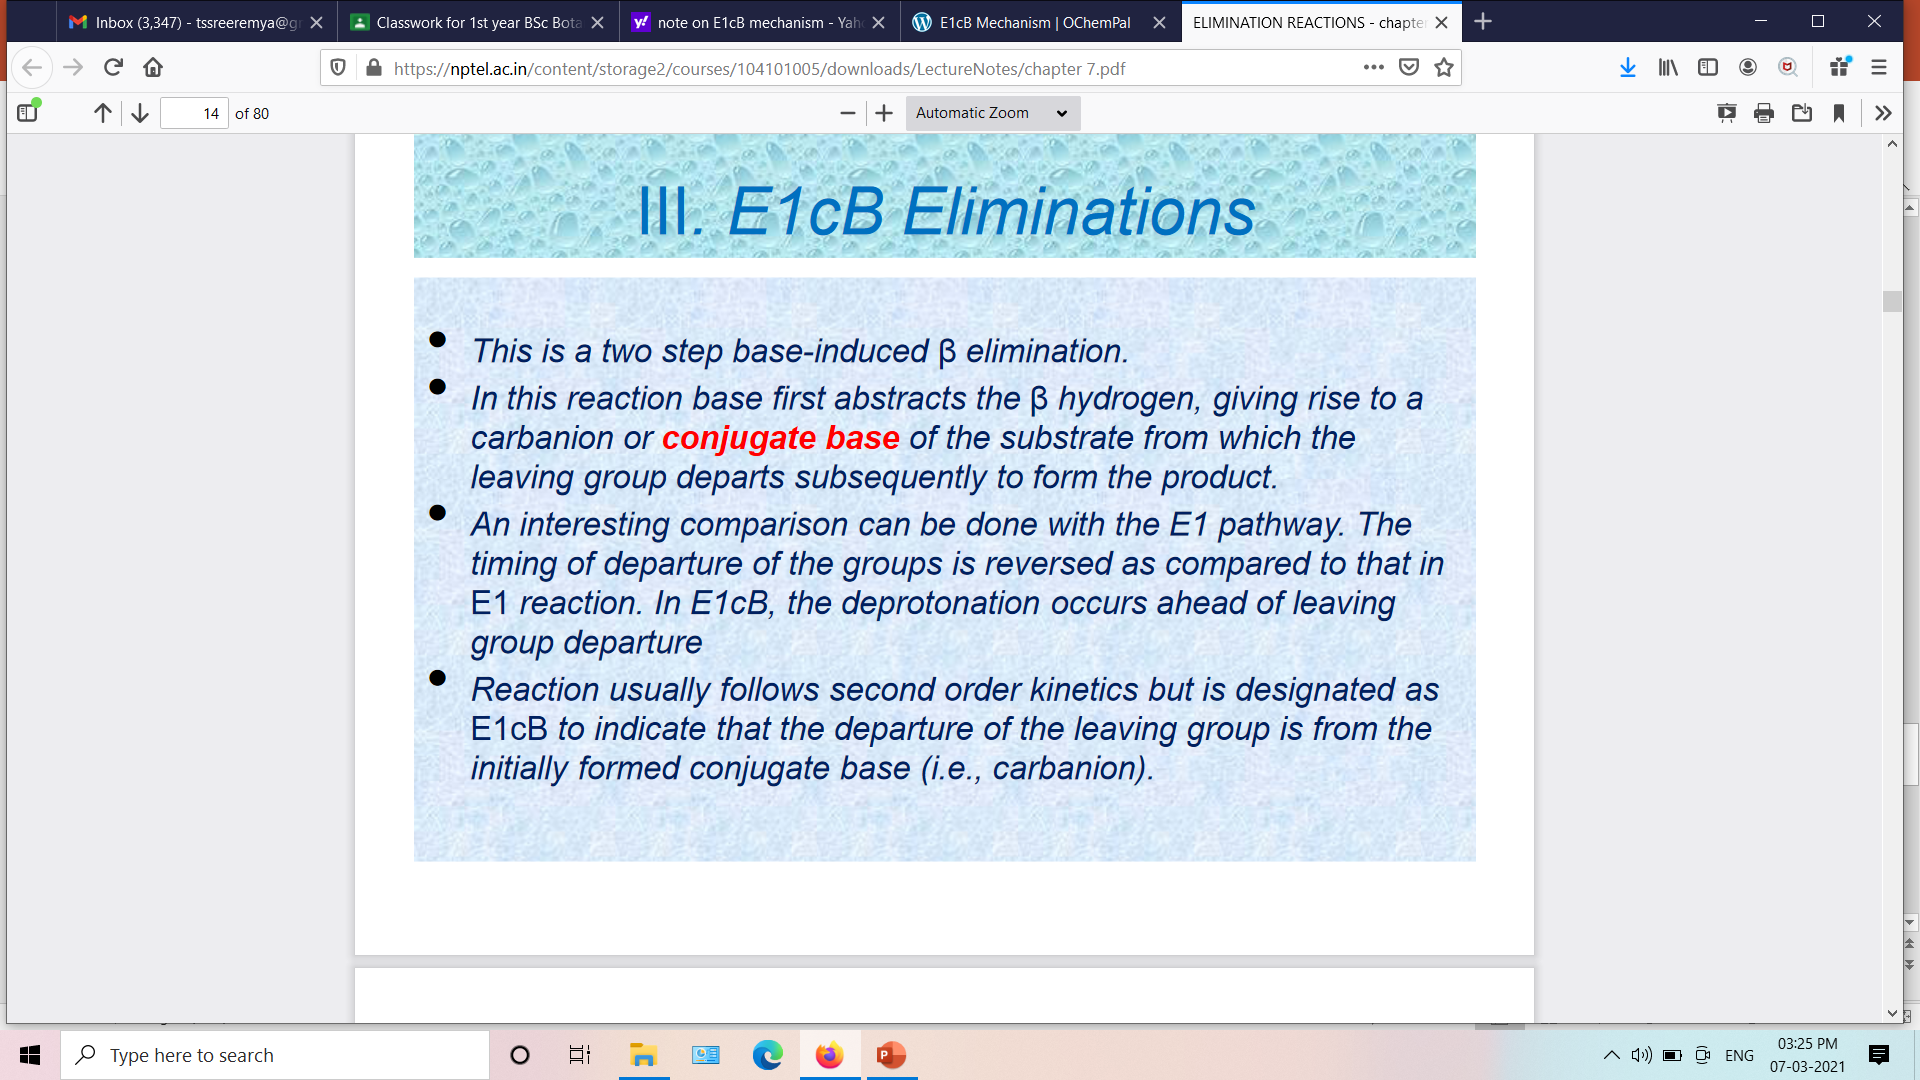 Inbox (3,347) - tssreeremya@g
Classwork for 1st year BSc Bota
note on E1cB mechanism - Yah
E1cB Mechanism | OChemPal
ELIMINATION REACTIONS - chapte
https://nptel.ac.in/content/storage2/courses/104101005/downloads/LectureNotes/chapter 7.pdf
14 of 80
Automatic Zoom
III. E1cB Eliminations
• This is a two step base-induced β elimination.
• In this reaction base first abstracts the β hydrogen, giving rise to a
carbanion or conjugate base of the substrate from which the
leaving group departs subsequently to form the product.
• An interesting comparison can be done with the E1 pathway. The
timing of departure of the groups is reversed as compared to that in
E1 reaction. In E1cB, the deprotonation occurs ahead of leaving
group departure
• Reaction usually follows second order kinetics but is designated as
E1cB to indicate that the departure of the leaving group is from the
initially formed conjugate base (i.e., carbanion).
Type here to search
ENG
03:25 PM
07-03-2021